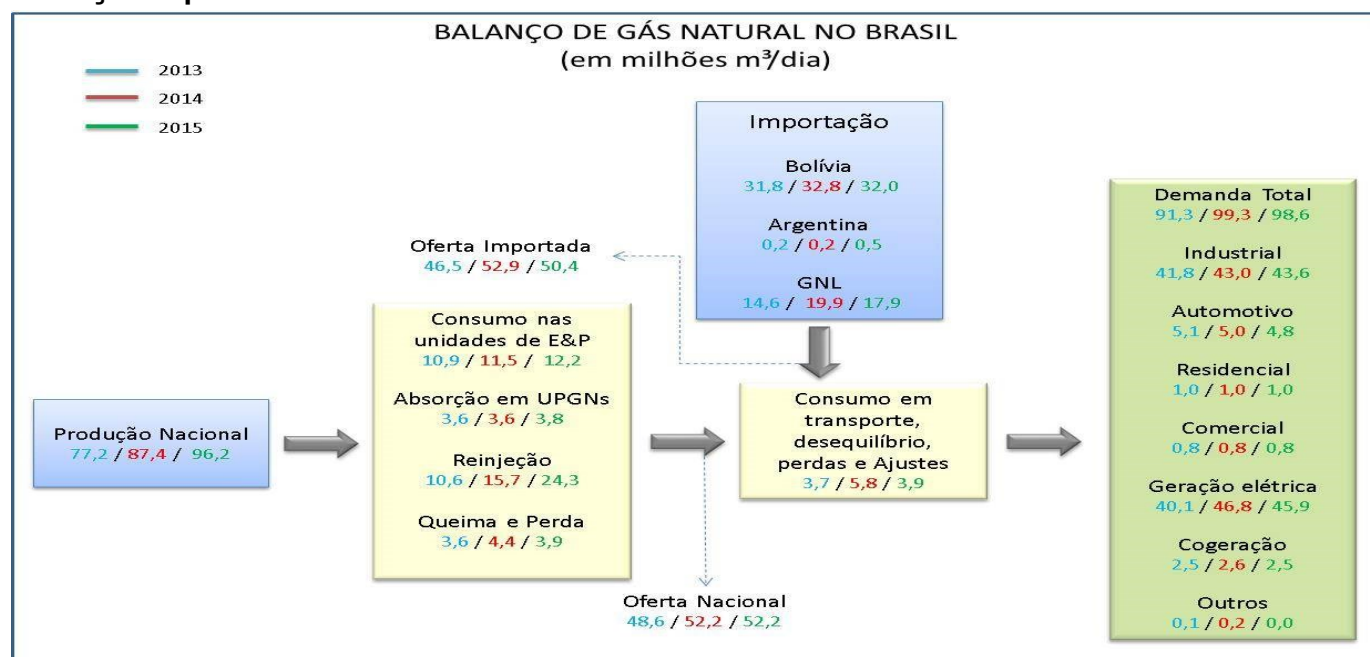 BALANÇO DE GÁS NATURAL NO BRASIL
(em milhões m³/dia)
2013
2014
2015
Importação
Bolívia
31,8 / 32,8 / 32,0
Argentina
0,2 / 0,2 / 0,5
GNL
14,6 / 19,9 / 17,9
Oferta Importada
46,5 / 52,9 / 50,4
Produção Nacional
77,2 / 87,4 / 96,2
Consumo nas
unidades de E&P
10,9 / 11,5 / 12,2
Absorção em UPGNs
3,6 / 3,6 / 3,8
Reinjeção
10,6 / 15,7 / 24,3
Queima e Perda
3,6 / 4,4 / 3,9
Oferta Nacional
48,6 / 52,2 / 52,2
Consumo em
transporte,
desequilíbrio,
perdas e Ajustes
3,7 / 5,8 / 3,9
Demanda Total
91,3 / 99,3 / 98,6
Industrial
41,8 / 43,0 / 43,6
Automotivo
5,1 / 5,0 / 4,8
Residencial
1,0 / 1,0 / 1,0
Comercial
0,8 / 0,8 / 0,8
Geração elétrica
40,1 / 46,8 / 45,9
Cogeração
2,5 / 2,6 / 2,5
Outros
0,1 / 0,2 / 0,0